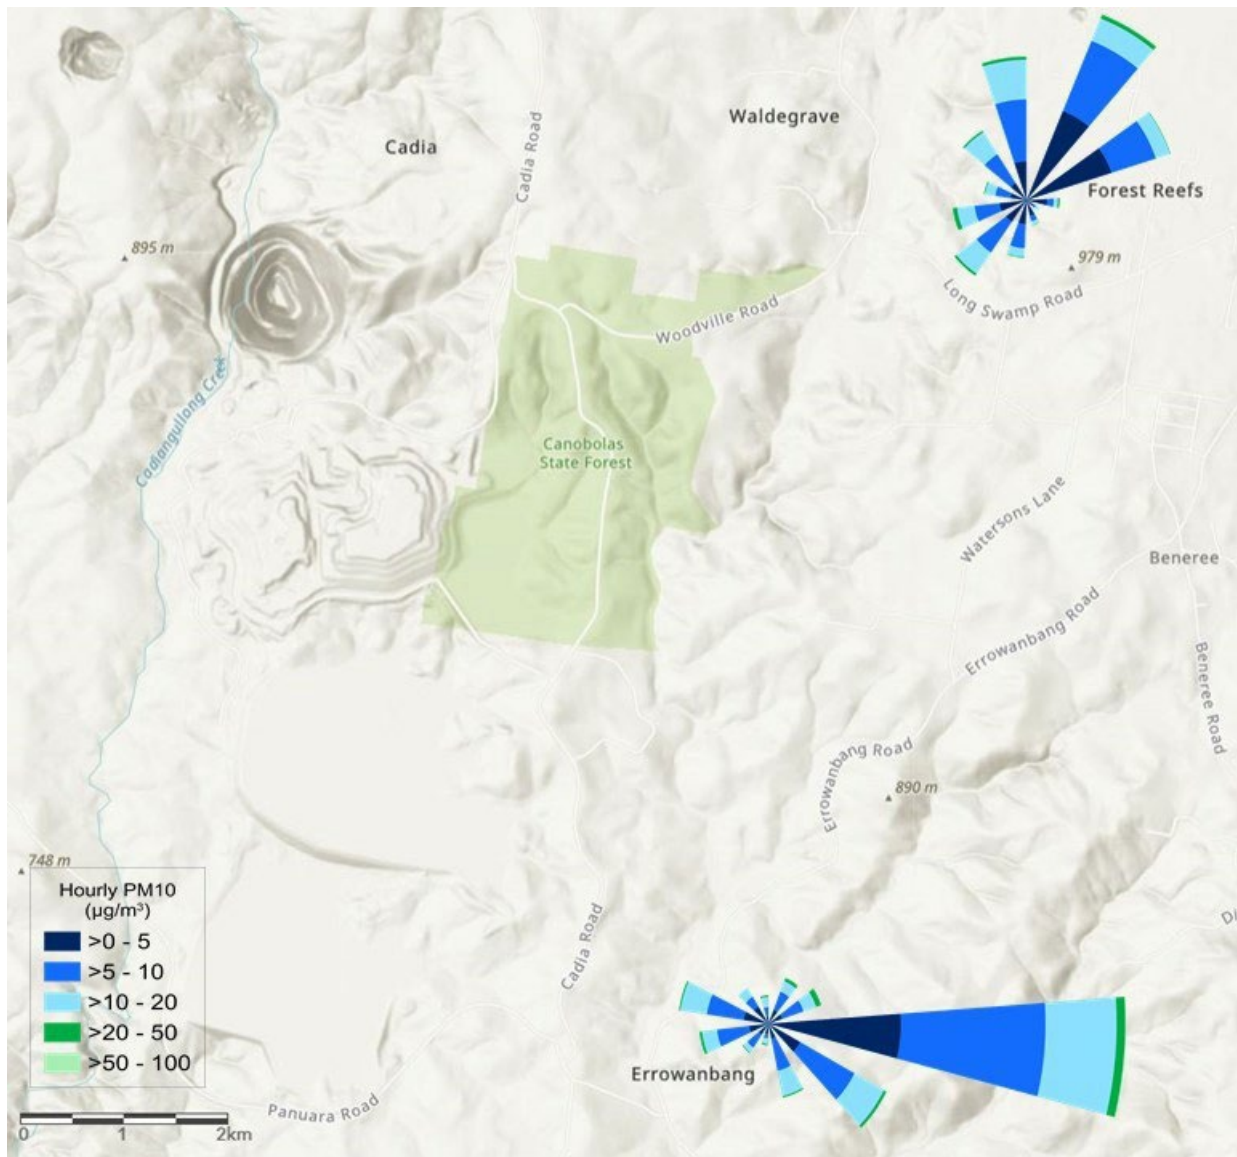 Waldegrave
Cadia
Cadia Road
Forest Reefs
895 m
979 m
Long Swamp Road
Woodville Road
Cadiangullong Creek
Canobolas
State Forest
Watersons Lane
Beneree
Errowanbang Road
Beneree Road
Errowanbang Road
890 m
748 m
Hourly PM10
(µg/m³)
>0 - 5
>5 - 10
>10 - 20
>20 - 50
>50 - 100
Cadia Road
Di
Errowanbang
Panuara Road
0 1 2km